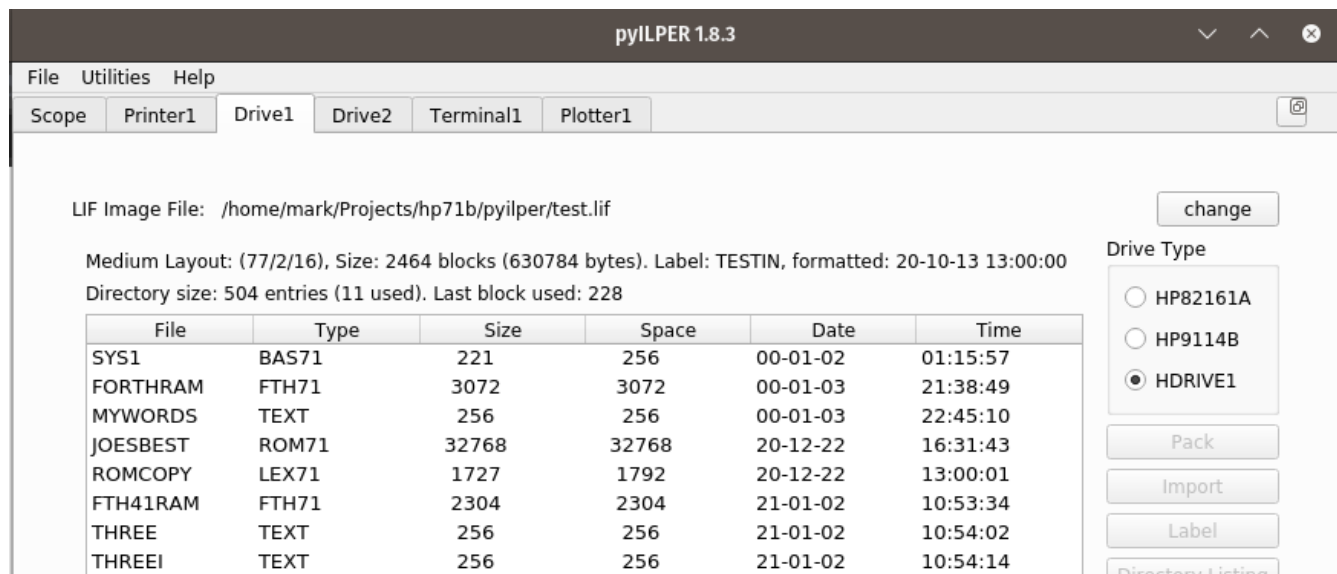 pyILPER 1.8.3
File Utilities Help
Scope Printer1 Drive1 Drive2 Terminal1 Plotter1
LIF Image File: /home/mark/Projects/hp71b/pyilper/test.lif change
Medium Layout: (77/2/16), Size: 2464 blocks (630784 bytes). Label: TESTIN, formatted: 20-10-13 13:00:00
Drive Type
Directory size: 504 entries (11 used). Last block used: 228
HP82161A
File Type Size Space Date Time
HP9114B
SYS1 BAS71 221 256 00-01-02 01:15:57
FORTHRAM FTH71 3072 3072 00-01-03 21:38:49
HDRIVE1
MYWORDS TEXT 256 256 00-01-03 22:45:10
JOESBEST ROM71 32768 32768 20-12-22 16:31:43
Pack
ROMCOPY LEX71 1727 1792 20-12-22 13:00:01
Import
FTH41RAM FTH71 2304 2304 21-01-02 10:53:34
THREE TEXT 256 256 21-01-02 10:54:02
Label
THREEI TEXT 256 256 21-01-02 10:54:14
Directory Listing